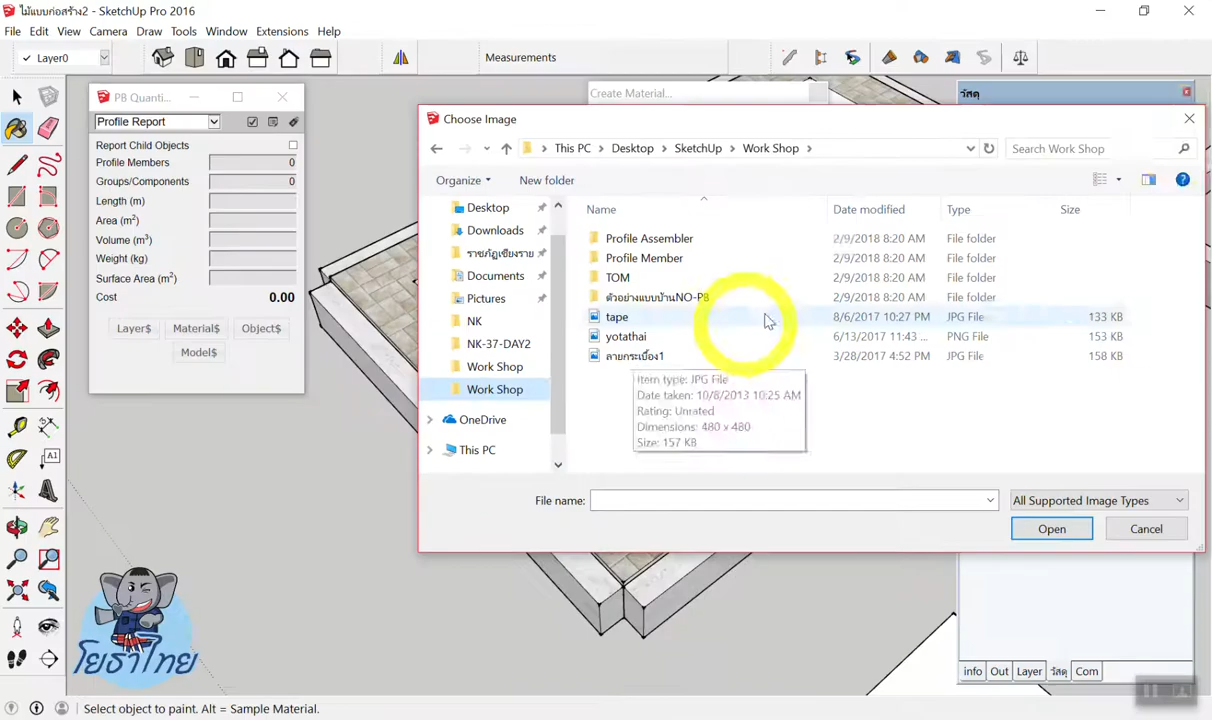 ไม้แบบก่อสร้าง2 - SketchUp Pro 2016
File Edit View Camera Draw Tools Window Extensions Help
Layer0
Measurements
PB Quanti...
Profile Report
Report Child Objects
Profile Members 0
Groups/Components 0
Length (m)
Area (m²)
Volume (m³)
Weight (kg)
Surface Area (m²)
Cost 0.00
Layer$ Material$ Object$
Model$
Create Material...
วัสดุ
Choose Image
This PC Desktop SketchUp Work Shop
Search Work Shop
Organize New folder
Desktop
Downloads
ราชภัฏเชียงราย
Documents
Pictures
NK
NK-37-DAY2
Work Shop
Work Shop
OneDrive
This PC
Name Date modified Type Size
Profile Assembler 2/9/2018 8:20 AM File folder
Profile Member 2/9/2018 8:20 AM File folder
TOM 2/9/2018 8:20 AM File folder
ตัวอย่างแบบบ้านNO-PB 2/9/2018 8:20 AM File folder
tape 8/6/2017 10:27 PM JPG File 133 KB
yotathai 6/13/2017 11:43 ... PNG File 153 KB
ลายกระเบื้อง1 3/28/2017 4:52 PM JPG File 158 KB
Item type: JPG File
Date taken: 10/8/2013 10:25 AM
Rating: Unrated
Dimensions: 480 x 480
Size: 157 KB
File name:
All Supported Image Types
Open Cancel
โยธาไทย
info Out Layer วัสดุ Com
Select object to paint. Alt = Sample Material.